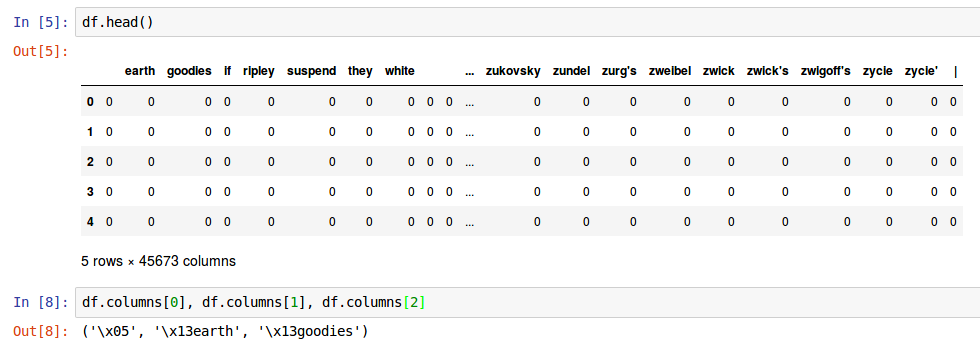 In [5]: df.head()
Out[5]:
earth goodies if ripley suspend they white ... zukovsky zundel zurg's zweibel zwick zwick's zwigoff's zycie zycie' |
0 0 0 0 0 0 0 0 0 0 0 ... 0 0 0 0 0 0 0 0 0 0
1 0 0 0 0 0 0 0 0 0 0 ... 0 0 0 0 0 0 0 0 0 0
2 0 0 0 0 0 0 0 0 0 0 ... 0 0 0 0 0 0 0 0 0 0
3 0 0 0 0 0 0 0 0 0 0 ... 0 0 0 0 0 0 0 0 0 0
4 0 0 0 0 0 0 0 0 0 0 ... 0 0 0 0 0 0 0 0 0 0
5 rows × 45673 columns
In [8]: df.columns[0], df.columns[1], df.columns[2]
Out[8]: ('\x05', '\x13earth', '\x13goodies')